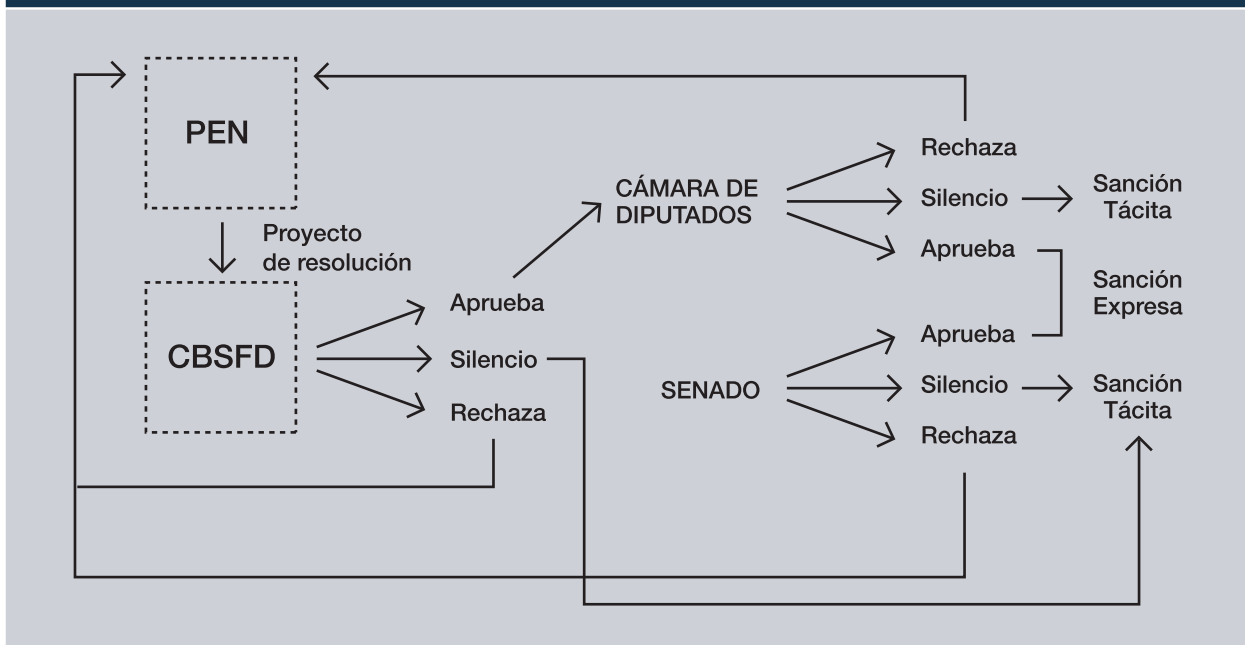 PEN
Proyecto
de resolución
CBSFD
Aprueba
Silencio
Rechaza
CÁMARA DE
DIPUTADOS
Rechaza
Silencio
Aprueba
Sanción
Tácita
Sanción
Expresa
SENADO
Aprueba
Silencio
Rechaza
Sanción
Tácita